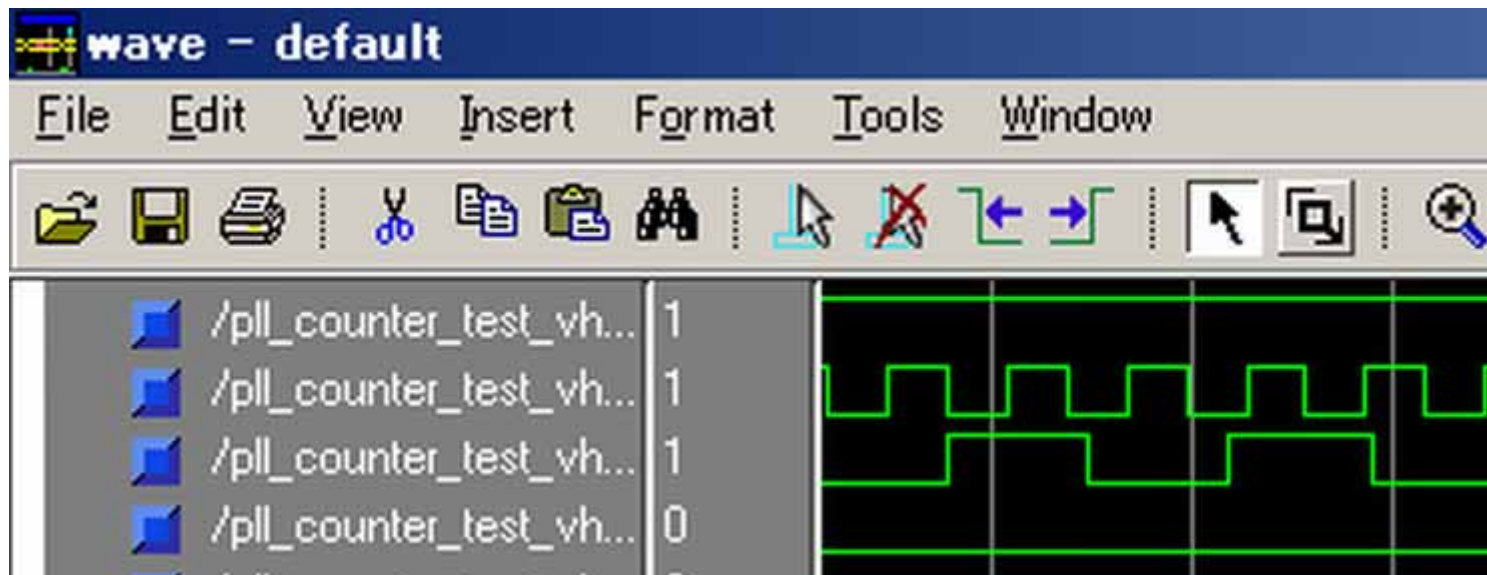 wave - default
File Edit View Insert Format Tools Window
/pll_counter_test_vh... 1
/pll_counter_test_vh... 1
/pll_counter_test_vh... 1
/pll_counter_test_vh... 0